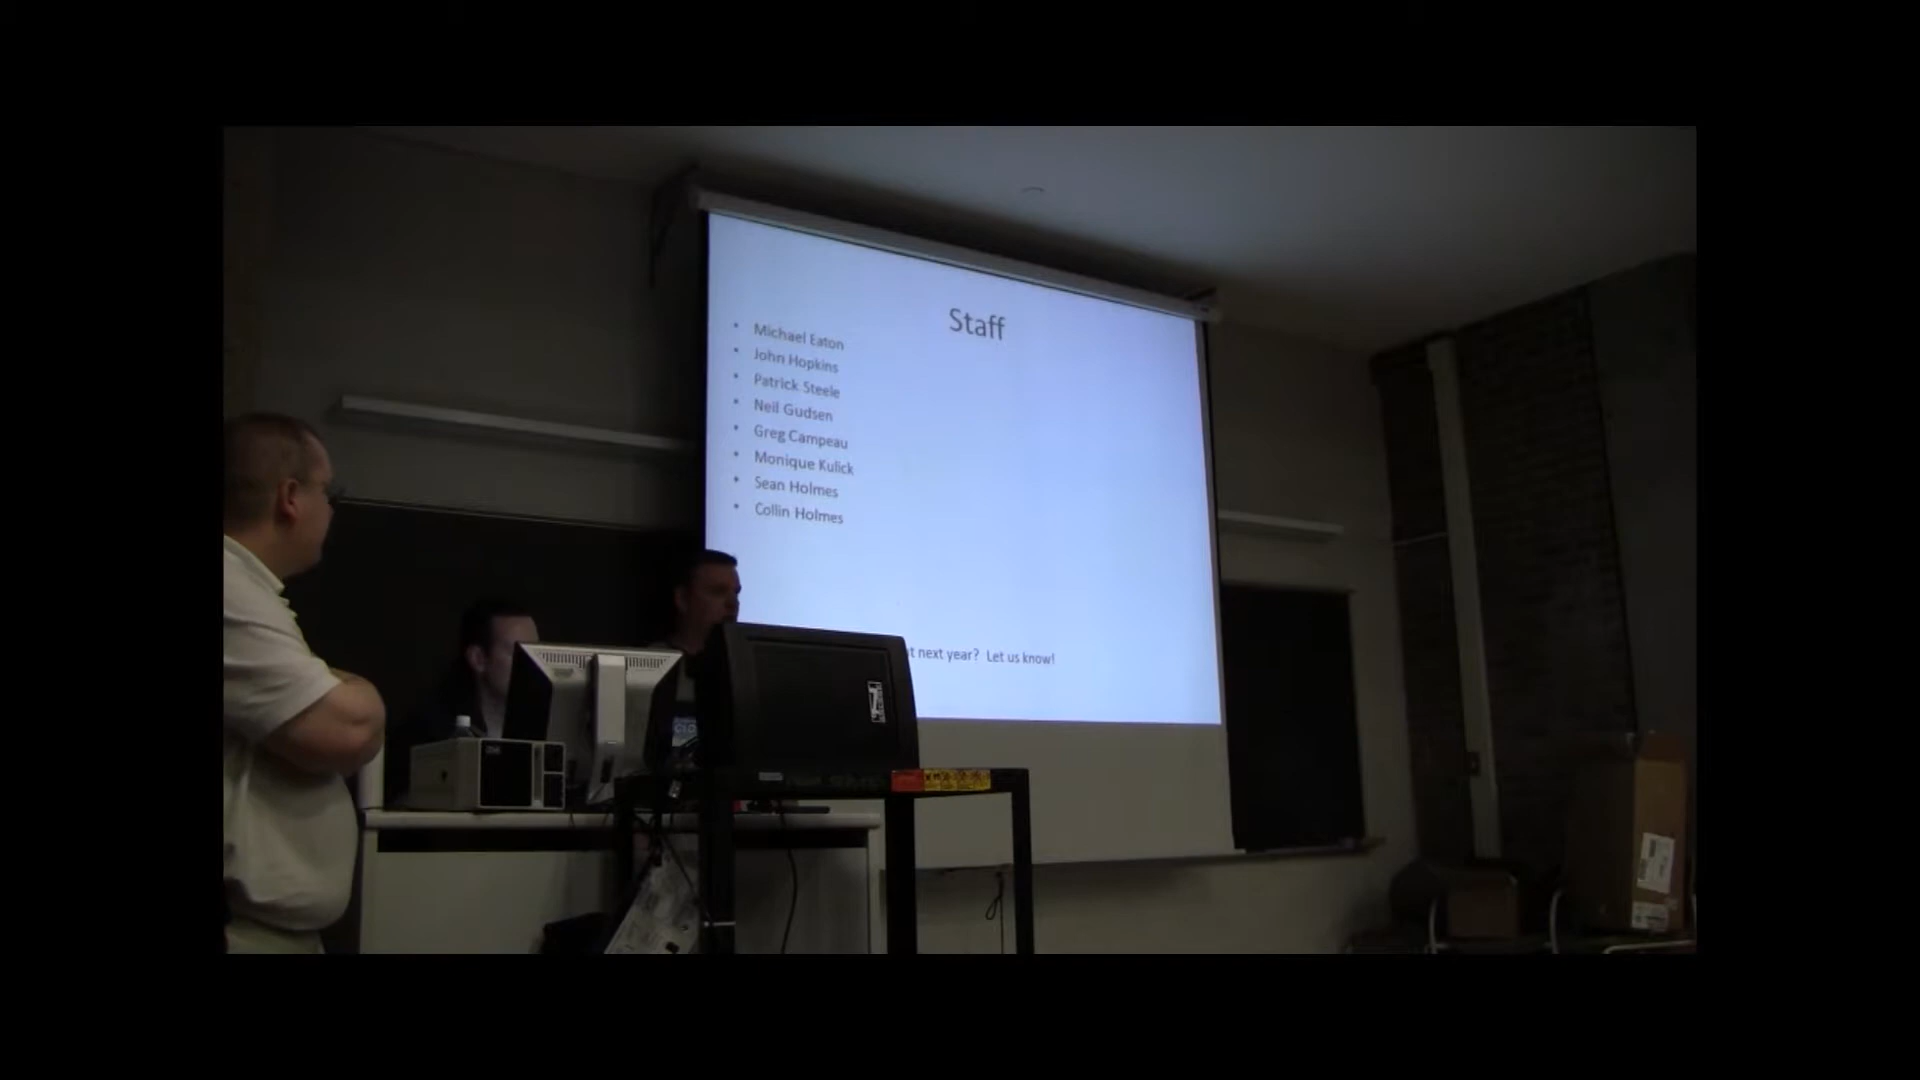 Staff
• Michael Eaton
• John Hopkins
• Patrick Steele
• Neil Gudsen
• Greg Campeau
• Monique Kulick
• Sean Holmes
• Collin Holmes
next year? Let us know!